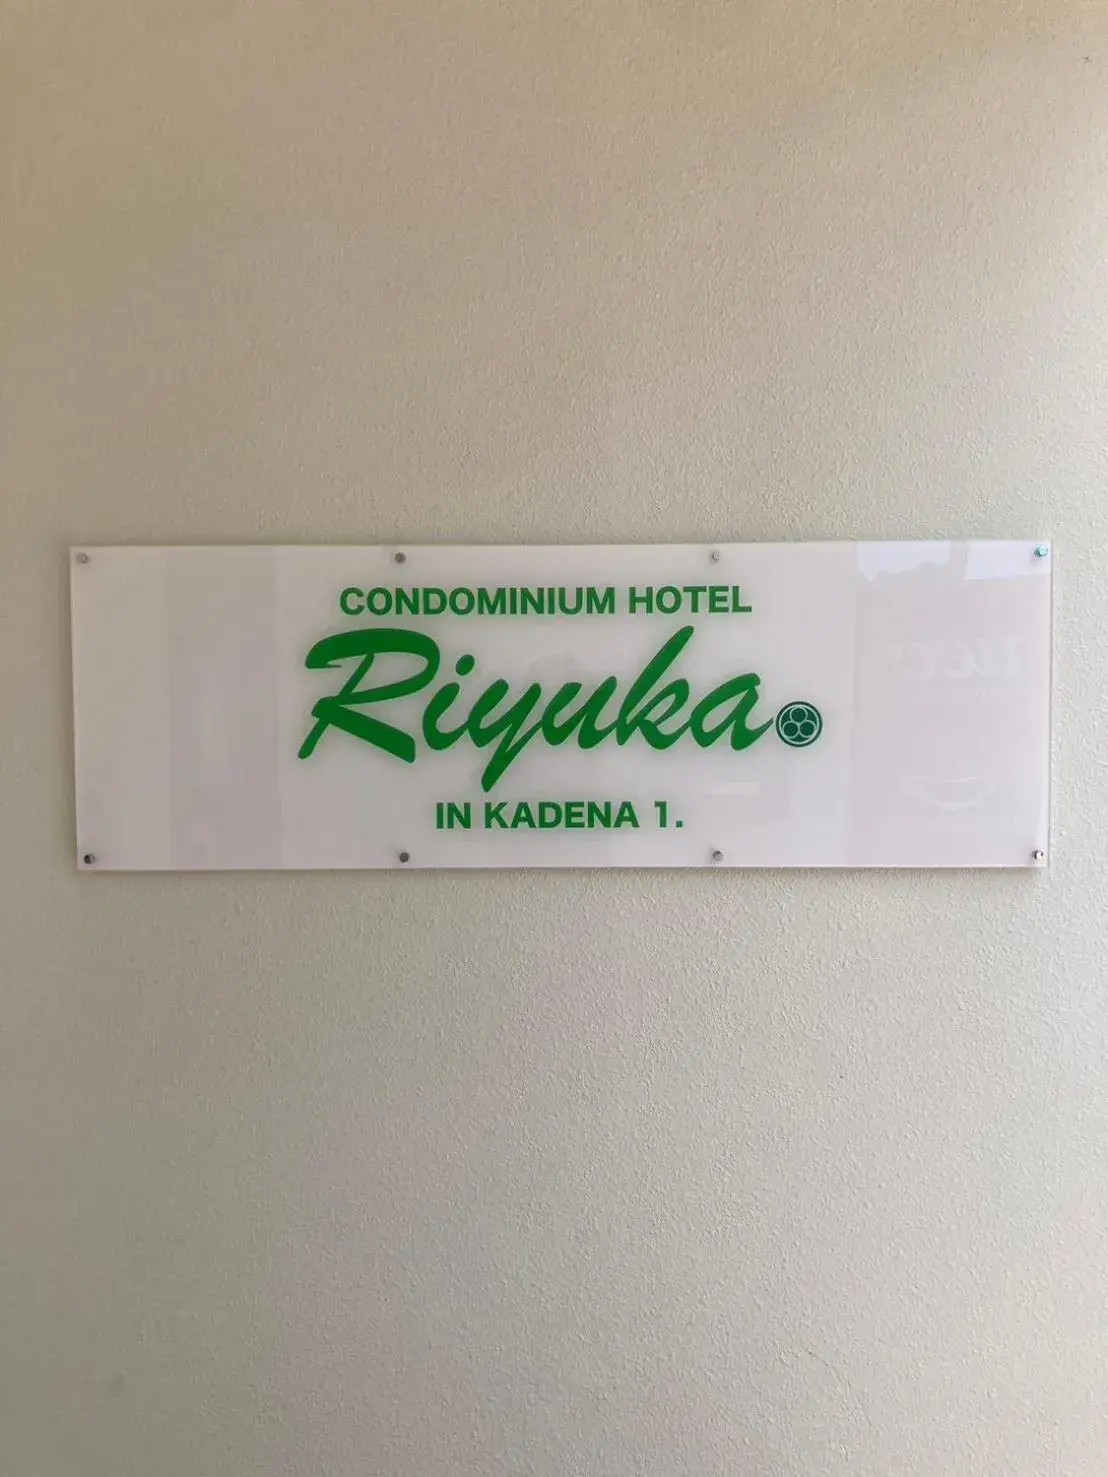 CONDOMINIUM HOTEL
Riyuka
IN KADENA 1.